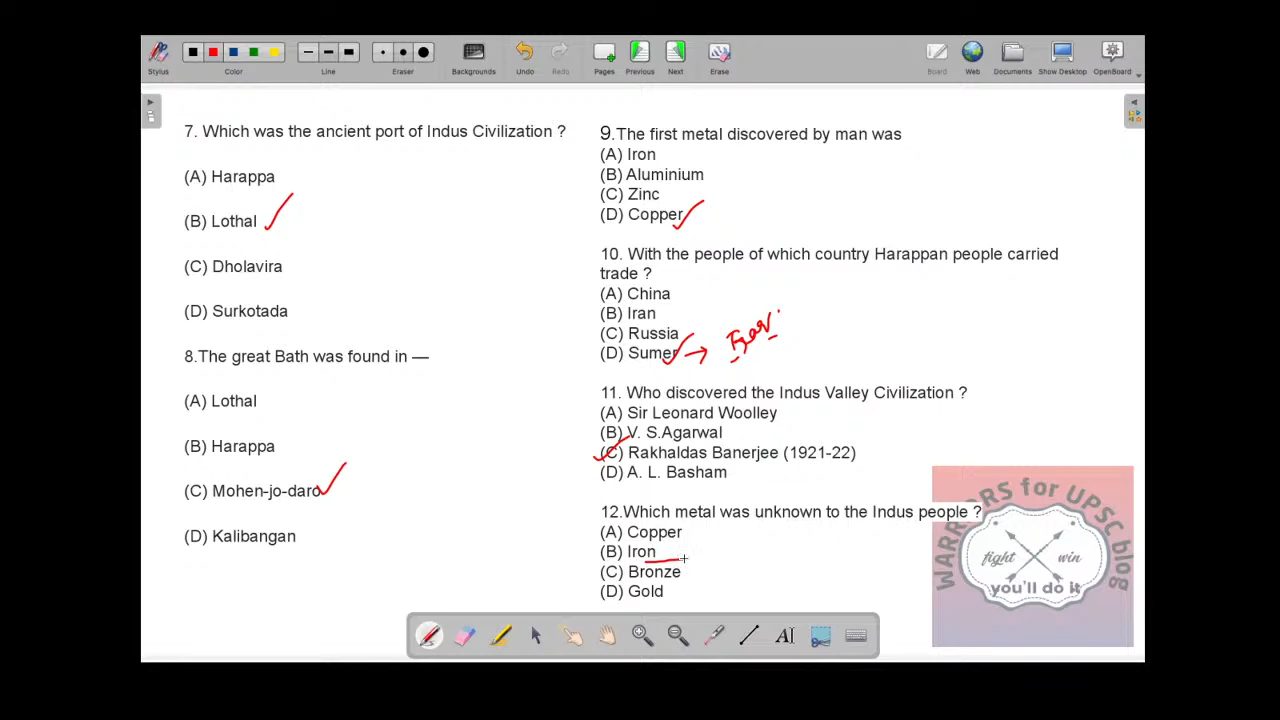 Stylus
Color
Line
Eraser
Backgrounds
Undo
Redo
Pages
Previous
Next
Erase
Board
Web
Documents
Show Desktop
OpenBoard
7. Which was the ancient port of Indus Civilization ?
(A) Harappa
(B) Lothal
(C) Dholavira
(D) Surkotada
8.The great Bath was found in —
(A) Lothal
(B) Harappa
(C) Mohen-jo-daro
(D) Kalibangan
9.The first metal discovered by man was
(A) Iron
(B) Aluminium
(C) Zinc
(D) Copper
10. With the people of which country Harappan people carried
trade ?
(A) China
(B) Iran
(C) Russia
(D) Sumer
11. Who discovered the Indus Valley Civilization ?
(A) Sir Leonard Woolley
(B) V. S.Agarwal
(C) Rakhaldas Banerjee (1921-22)
(D) A. L. Basham
12.Which metal was unknown to the Indus people ?
(A) Copper
(B) Iron
(C) Bronze
(D) Gold
WARRIORS for UPSC blog
fight win
you'll do it
AI